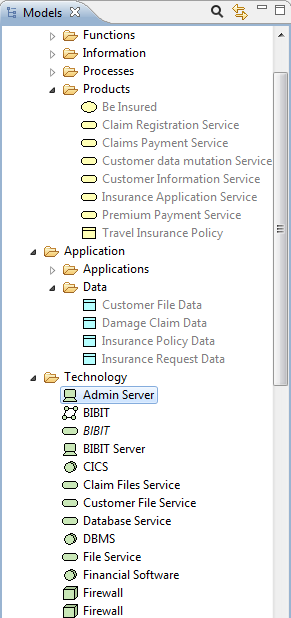 Models
Functions
Information
Processes
Products
Be Insured
Claim Registration Service
Claims Payment Service
Customer data mutation Service
Customer Information Service
Insurance Application Service
Premium Payment Service
Travel Insurance Policy
Application
Applications
Data
Customer File Data
Damage Claim Data
Insurance Policy Data
Insurance Request Data
Technology
Admin Server
BIBIT
BIBIT
BIBIT Server
CICS
Claim Files Service
Customer File Service
Database Service
DBMS
File Service
Financial Software
Firewall
Firewall